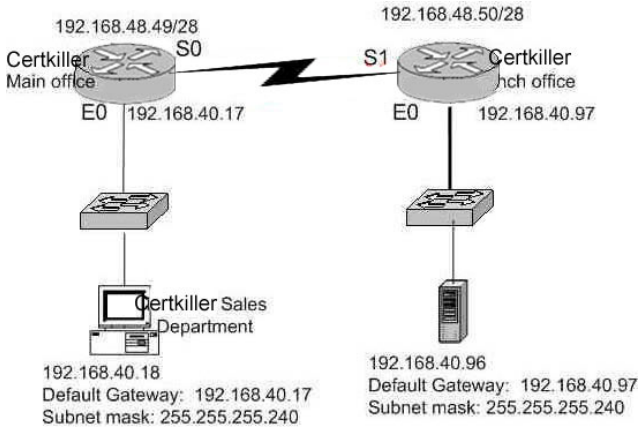 192.168.48.49/28
192.168.48.50/28
Certkiller
Main office
S0
S1
Certkiller
nch office
E0
192.168.40.17
E0
192.168.40.97
Certkiller Sales
Department
192.168.40.18
Default Gateway: 192.168.40.17
Subnet mask: 255.255.255.240
192.168.40.96
Default Gateway: 192.168.40.97
Subnet mask: 255.255.255.240